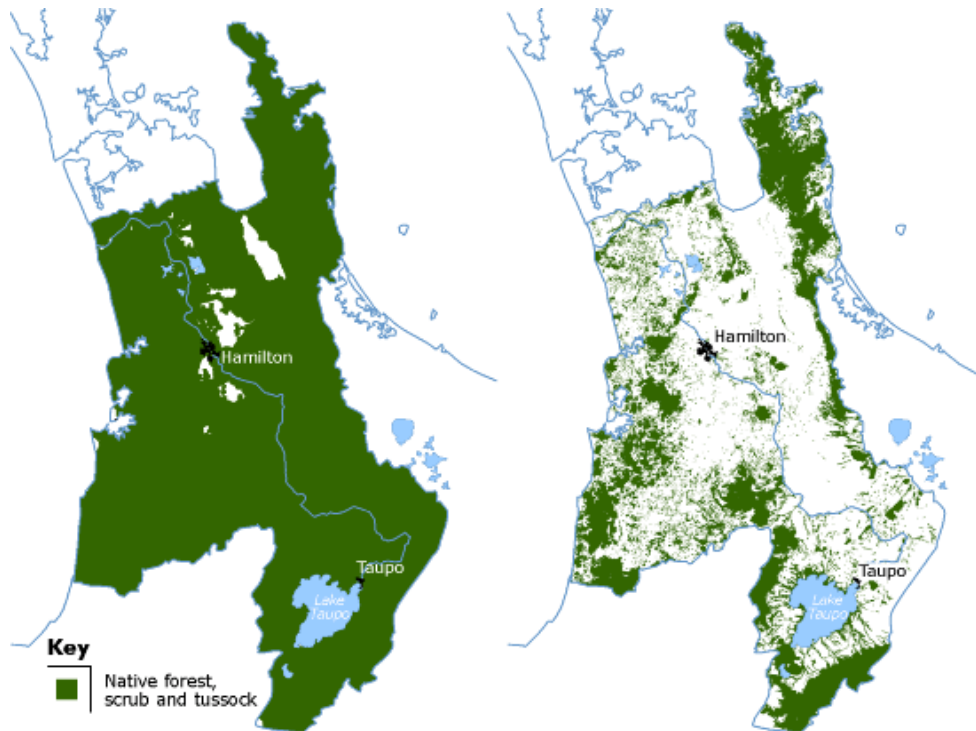 Hamilton
Taupo
Lake
Taupo
Key
Native forest,
scrub and tussock
Hamilton
Taupo
Lake
Taupo